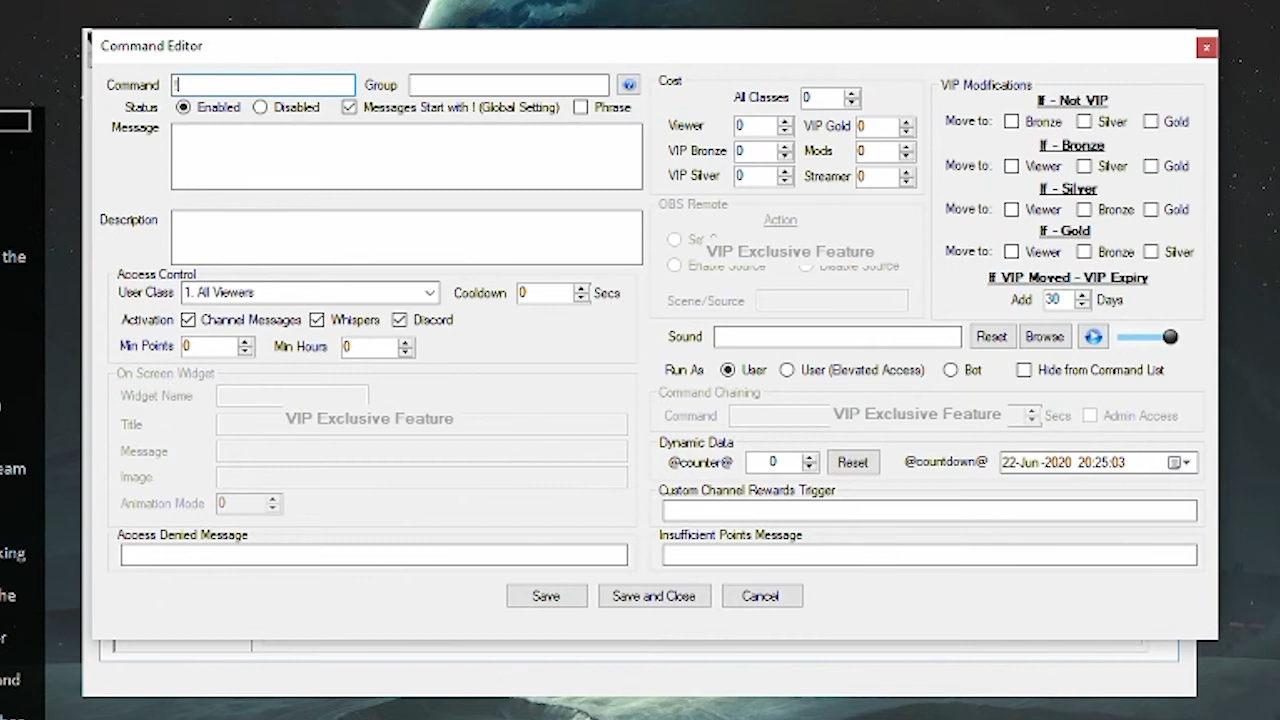 Command Editor
Command !
Group
Status Enabled Disabled Messages Start with ! (Global Setting) Phrase
Message
Description
Access Control
User Class 1. All Viewers Cooldown 0 Secs
Activation Channel Messages Whispers Discord
Min Points 0 Min Hours 0
On Screen Widget
Widget Name
VIP Exclusive Feature
Title
Message
Image
Animation Mode 0
Access Denied Message
Cost
All Classes 0
Viewer 0 VIP Gold 0
VIP Bronze 0 Mods 0
VIP Silver 0 Streamer 0
OBS Remote
Action
VIP Exclusive Feature
Enable Source Disable Source
Scene/Source
VIP Modifications
If - Not VIP
Move to: Bronze Silver Gold
If - Bronze
Move to: Viewer Silver Gold
If - Silver
Move to: Viewer Bronze Gold
If - Gold
Move to: Viewer Bronze Silver
If VIP Moved - VIP Expiry
Add 30 Days
Sound Reset Browse
Run As User User (Elevated Access) Bot Hide from Command List
Command Chaining
Command VIP Exclusive Feature Secs Admin Access
Dynamic Data
@counter@ 0 Reset @countdown@ 22-Jun-2020 20:25:03
Custom Channel Rewards Trigger
Insufficient Points Message
Save Save and Close Cancel
the
eam
king
he
r
and